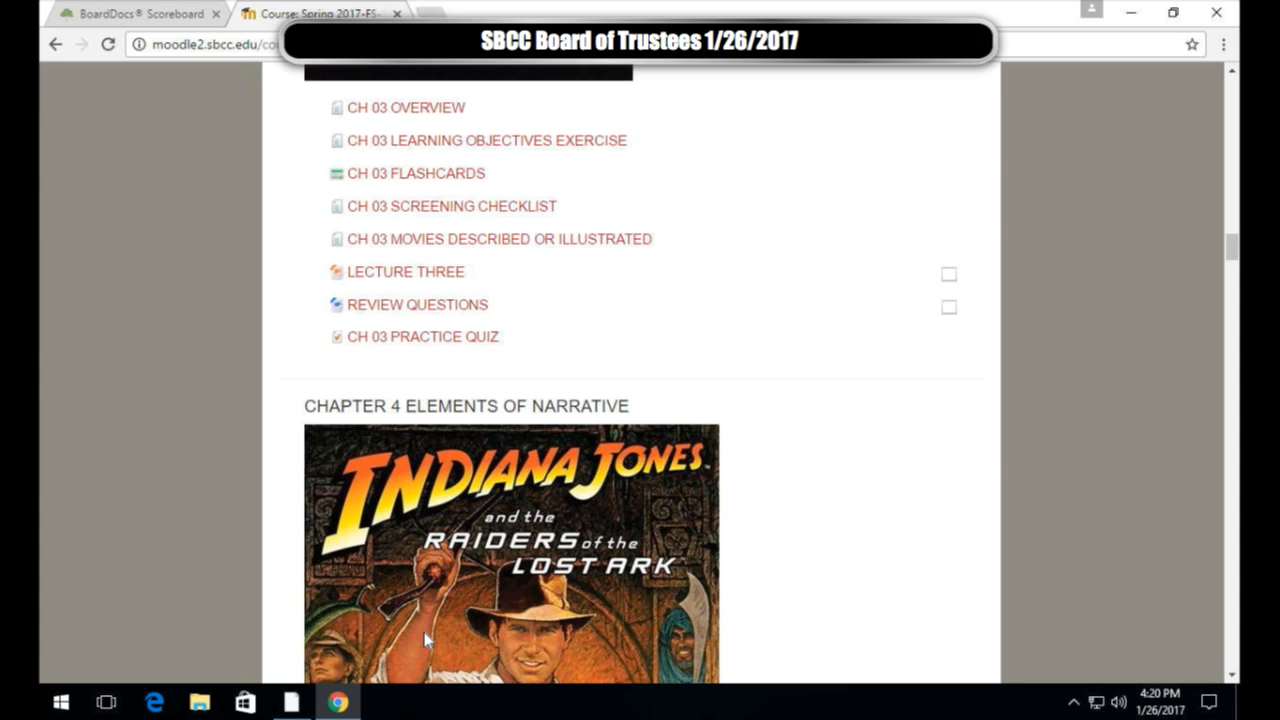 BoardDocs® Scoreboard
Course: Spring 2017-FS-
moodle2.sbcc.edu/co
SBCC Board of Trustees 1/26/2017
CH 03 OVERVIEW
CH 03 LEARNING OBJECTIVES EXERCISE
CH 03 FLASHCARDS
CH 03 SCREENING CHECKLIST
CH 03 MOVIES DESCRIBED OR ILLUSTRATED
LECTURE THREE
REVIEW QUESTIONS
CH 03 PRACTICE QUIZ
CHAPTER 4 ELEMENTS OF NARRATIVE
INDIANA JONES
and the
RAIDERS of the
LOST ARK
4:20 PM
1/26/2017